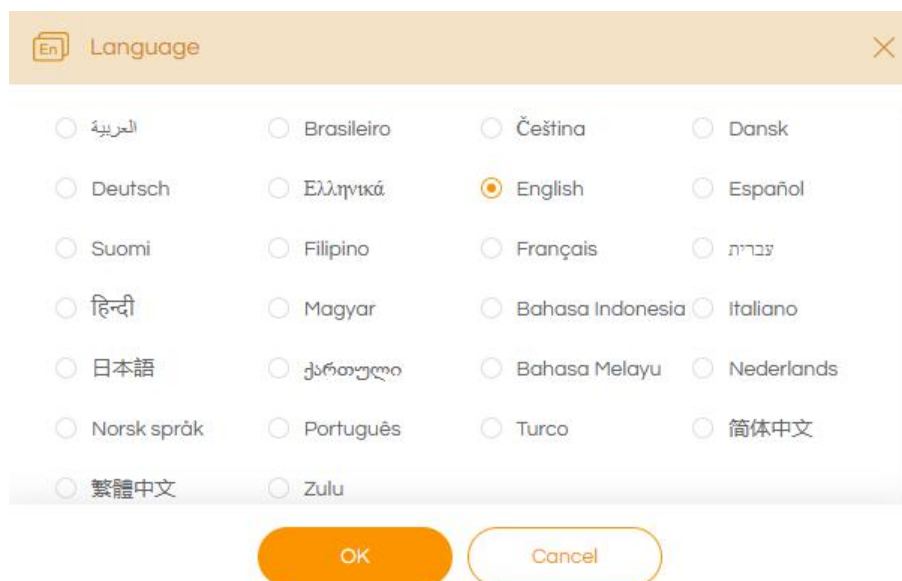 En Language
العربية Brasileiro Čeština Dansk
Deutsch Ελληνικά English Español
Suomi Filipino Français עברית
हिन्दी Magyar Bahasa Indonesia Italiano
日本語 ქართული Bahasa Melayu Nederlands
Norsk språk Português Turco 简体中文
繁體中文 Zulu
OK Cancel